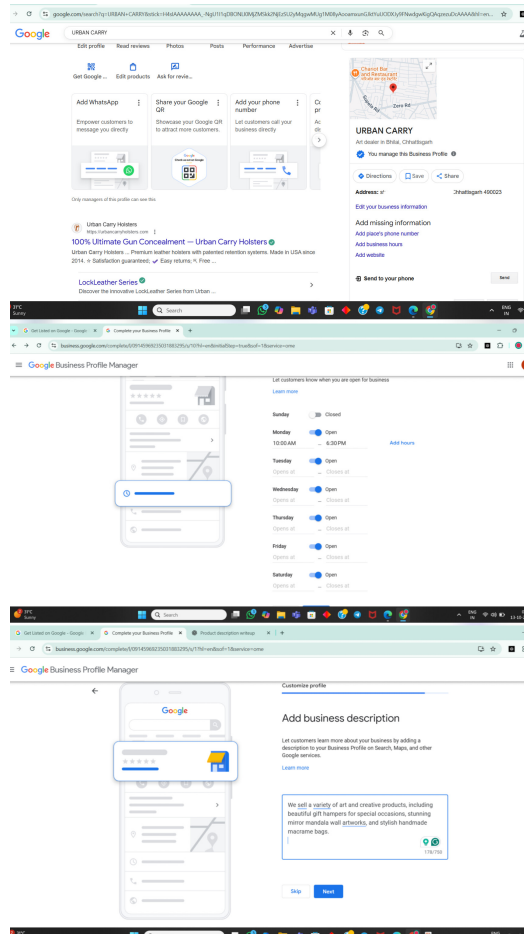 google.com/search?q=URBAN+CARRY&stick=
Google
URBAN CARRY
Edit profile Read reviews Photos Posts Performance Advertise
Get Google ... Edit products Ask for revie...
Add WhatsApp
Empower customers to
message you directly
Share your Google
QR
Showcase your Google QR
to attract more customers.
Add your phone
number
Let customers call your
business directly
Only managers of this profile can see this
Urban Carry Holsters
https://urbancarryholsters.com
100% Ultimate Gun Concealment — Urban Carry Holsters
Urban Carry Holsters ... Premium leather holsters with patented retention systems. Made in USA since
2014. ☆ Satisfaction guaranteed; ✓ Easy returns; Free ...
LockLeather Series
Discover the innovative LockLeather Series from Urban ...
Zero Rd
URBAN CARRY
Art dealer in Bhilai, Chhattisgarh
You manage this Business Profile
Directions Save Share
Address: s' .hhattisgarh 490023
Edit your business information
Add missing information
Add place's phone number
Add business hours
Add website
Send to your phone Send
31°C
Sunny
Search
ENG
IN
Get Listed on Google - Google Complete your Business Profile
Google Business Profile Manager
Let customers know when you are open for business
Learn more
Sunday Closed
Monday Open
10:00 AM – 6:30 PM Add hours
Tuesday Open
Opens at – Closes at
Wednesday Open
Opens at – Closes at
Thursday Open
Opens at – Closes at
Friday Open
Opens at – Closes at
Saturday Open
Opens at – Closes at
31°C
Sunny
Search
ENG
IN
Get Listed on Google - Google Complete your Business Profile Product description writeup
Google Business Profile Manager
Google
Customize profile
Add business description
Let customers learn more about your business by adding a
description to your Business Profile on Search, Maps, and other
Google services.
Learn more
We sell a variety of art and creative products, including
beautiful gift hampers for special occasions, stunning
mirror mandala wall artworks, and stylish handmade
macrame bags.
178/750
Skip Next
31°C
ENG